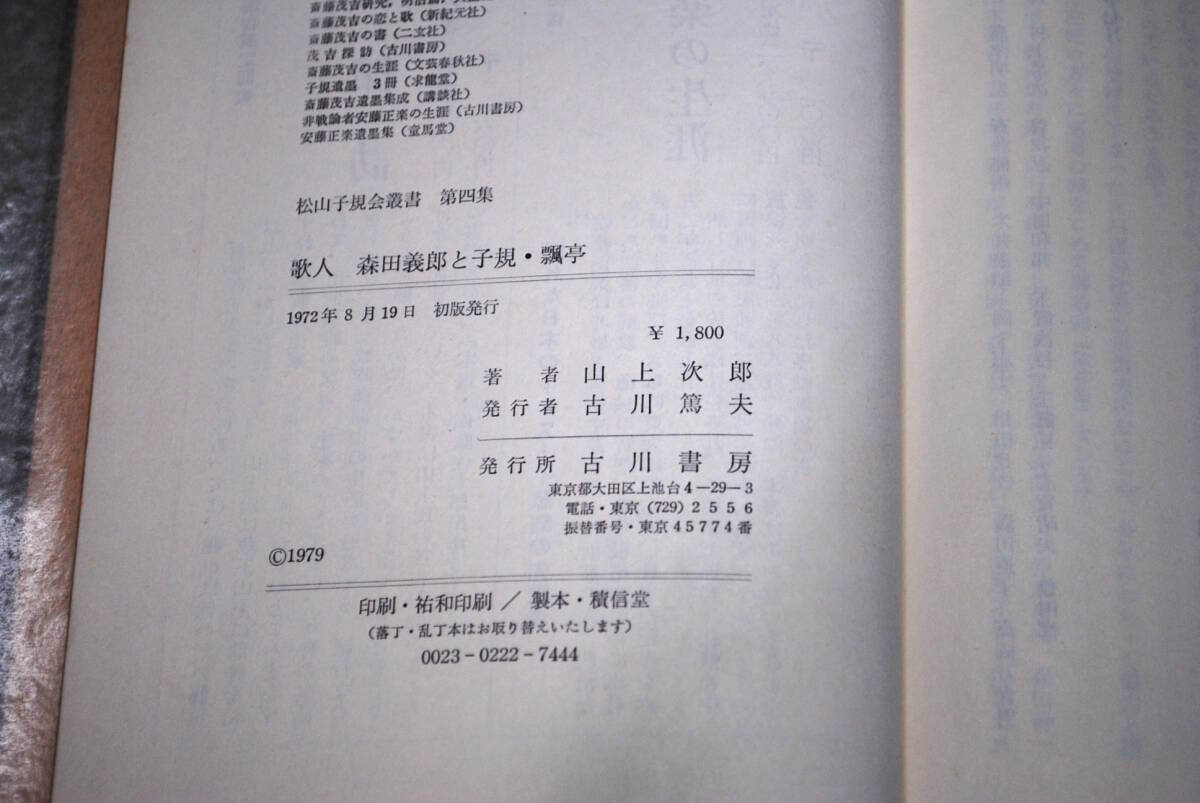 斎藤茂吉の恋と歌（新紀元社）
斎藤茂吉の書（二玄社）
茂吉探訪（古川書房）
斎藤茂吉の生涯（文芸春秋社）
子規遺墨　3冊（求龍堂）
斎藤茂吉遺墨集成（講談社）
非戦論者安藤正楽の生涯（古川書房）
安藤正楽遺墨集（童馬堂）
松山子規会叢書　第四集
歌人　森田義郎と子規・飄亭
1972年8月19日　初版発行
¥ 1,800
著者　山上次郎
発行者　古川篤夫
発行所　古川書房
東京都大田区上池台4―29―3
電話・東京（729）2556
振替番号・東京45774番
©1979
印刷・祐和印刷／製本・積信堂
（落丁・乱丁本はお取り替えいたします）
0023-0222-7444